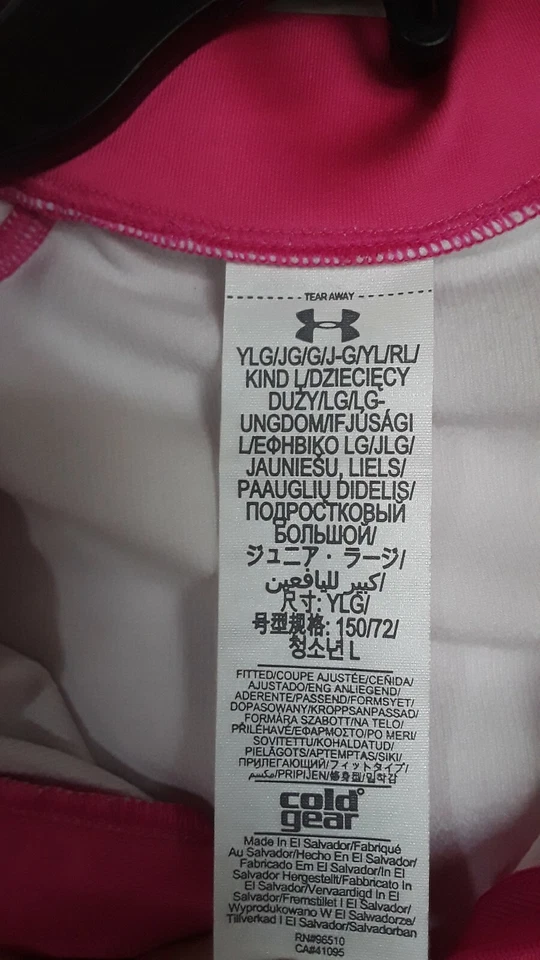 TEAR AWAY
YLG/JG/G/J-G/YL/RL/
KIND L/DZIECIĘCY
DUŻY/LG/LG-
UNGDOM/IFJÚSÁGI
L/ΕΦΗΒΙΚΟ LG/JLG/
JAUNIEŠU, LIELS/
PAAUGLIŲ DIDELIS/
ПОДРОСТКОВЫЙ
БОЛЬШОЙ/
ジュニア・ラージ/
كبير لليافعين/
尺寸: YLG/
号型规格: 150/72/
청소년 L
FITTED/COUPE AJUSTÉE/CEÑIDA/
AJUSTADO/ENG ANLIEGEND/
ADERENTE/PASSEND/FORMSYET/
DOPASOWANY/KROPPSANPASSAD/
FORMÁRA SZABOTT/NA TELO/
PŘILÉHAVÉ/ΕΦΑΡΜΟΣΤΟ/PO MERI/
SOVITETTU/KOHALDATUD/
PIELĀGOTS/APTEMPTAS/SIKI/
ПРИЛЕГАЮЩИЙ/フィットタイプ/
مقسم/PRIPIJEN/修身型/밀착감
cold
gear
Made In El Salvador/Fabriqué
Au Salvador/Hecho En El Salvador/
Fabricado Em El Salvador/In El
Salvador Hergestellt/Fabbricato In
El Salvador/Vervaardigd In El
Salvador/Fremstillet I El Salvador/
Wyprodukowano W El Salwadorze/
Tillverkad I El Salvador/Salvadorban
RN#96510
CA#41095